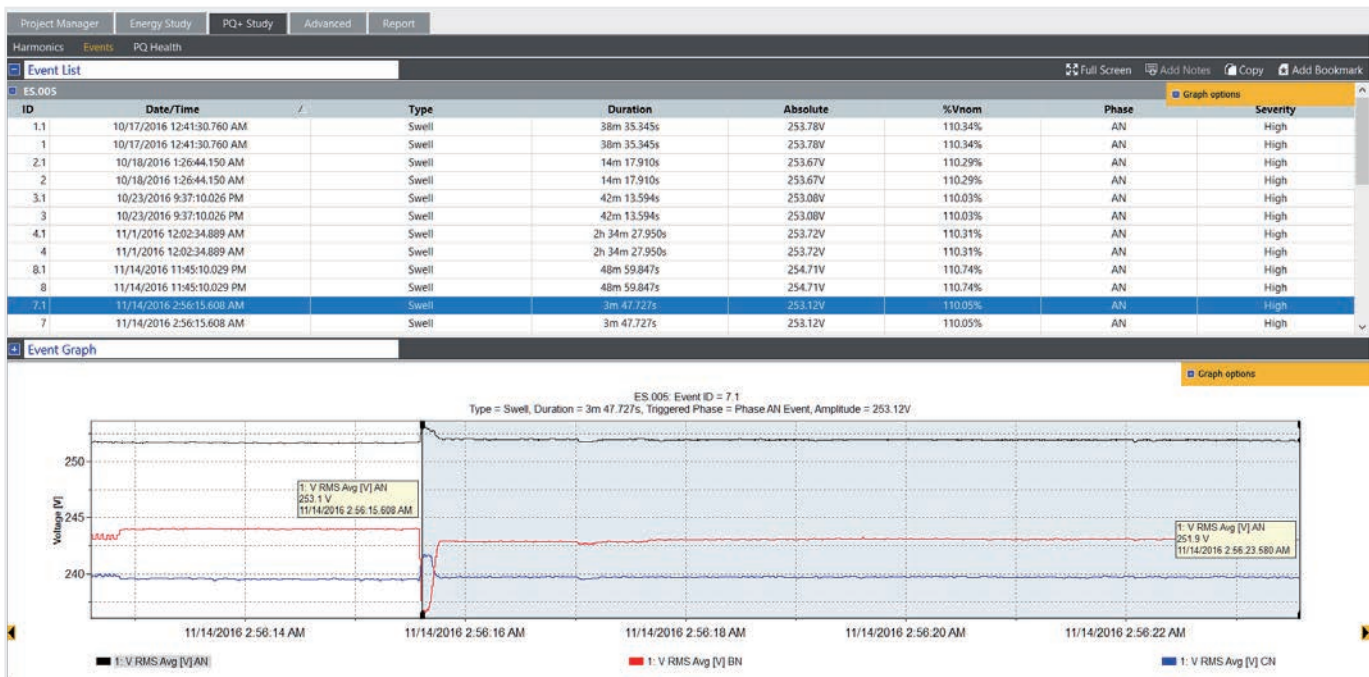 Project Manager Energy Study PQ+ Study Advanced Report
Harmonics Events PQ Health
Event List Full Screen Add Notes Copy Add Bookmark
ES.005 Graph options
ID Date/Time Type Duration Absolute %Vnom Phase Severity
1.1 10/17/2016 12:41:30.760 AM Swell 38m 35.345s 253.78V 110.34% AN High
1 10/17/2016 12:41:30.760 AM Swell 38m 35.345s 253.78V 110.34% AN High
2.1 10/18/2016 1:26:44.150 AM Swell 14m 17.910s 253.67V 110.29% AN High
2 10/18/2016 1:26:44.150 AM Swell 14m 17.910s 253.67V 110.29% AN High
3.1 10/23/2016 9:37:10.026 PM Swell 42m 13.594s 253.08V 110.03% AN High
3 10/23/2016 9:37:10.026 PM Swell 42m 13.594s 253.08V 110.03% AN High
4.1 11/1/2016 12:02:34.889 AM Swell 2h 34m 27.950s 253.72V 110.31% AN High
4 11/1/2016 12:02:34.889 AM Swell 2h 34m 27.950s 253.72V 110.31% AN High
8.1 11/14/2016 11:45:10.029 PM Swell 48m 59.847s 254.71V 110.74% AN High
8 11/14/2016 11:45:10.029 PM Swell 48m 59.847s 254.71V 110.74% AN High
7.1 11/14/2016 2:56:15.608 AM Swell 3m 47.727s 253.12V 110.05% AN High
7 11/14/2016 2:56:15.608 AM Swell 3m 47.727s 253.12V 110.05% AN High
Event Graph
Graph options
ES.005: Event ID = 7.1
Type = Swell, Duration = 3m 47.727s, Triggered Phase = Phase AN Event, Amplitude = 253.12V
Voltage [V]
250
245
240
1: V RMS Avg [V] AN
253.1 V
11/14/2016 2:56:15.608 AM
1: V RMS Avg [V] AN
251.9 V
11/14/2016 2:56:23.580 AM
11/14/2016 2:56:14 AM 11/14/2016 2:56:16 AM 11/14/2016 2:56:18 AM 11/14/2016 2:56:20 AM 11/14/2016 2:56:22 AM
1: V RMS Avg [V] AN 1: V RMS Avg [V] BN 1: V RMS Avg [V] CN